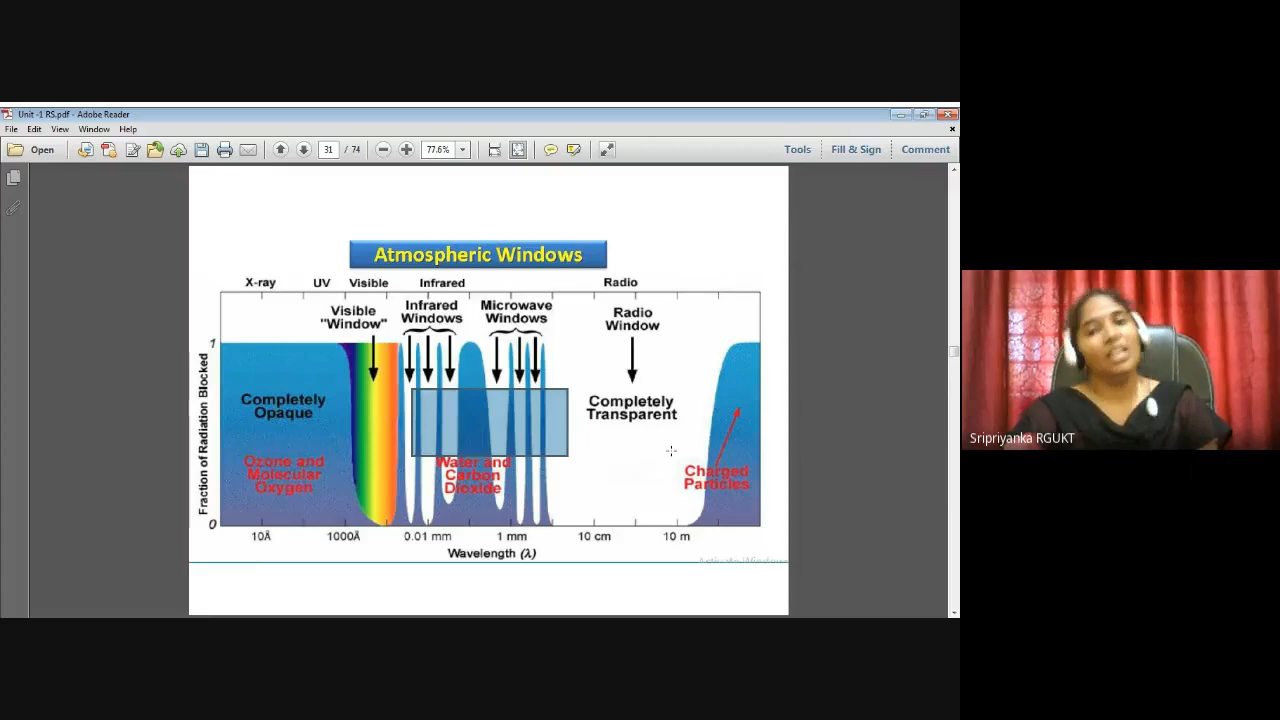 Unit -1 RS.pdf - Adobe Reader
File Edit View Window Help
Open 31 / 74 77.6% Tools Fill & Sign Comment
Atmospheric Windows
X-ray UV Visible Infrared Radio
Visible "Window"
Infrared Windows
Microwave Windows
Radio Window
1
Completely Opaque
Completely Transparent
Fraction of Radiation Blocked
Ozone and Molecular Oxygen
Water and Carbon Dioxide
Charged Particles
0
10Å 1000Å 0.01 mm 1 mm 10 cm 10 m
Wavelength (λ)
Activate Windows
Sripriyanka RGUKT